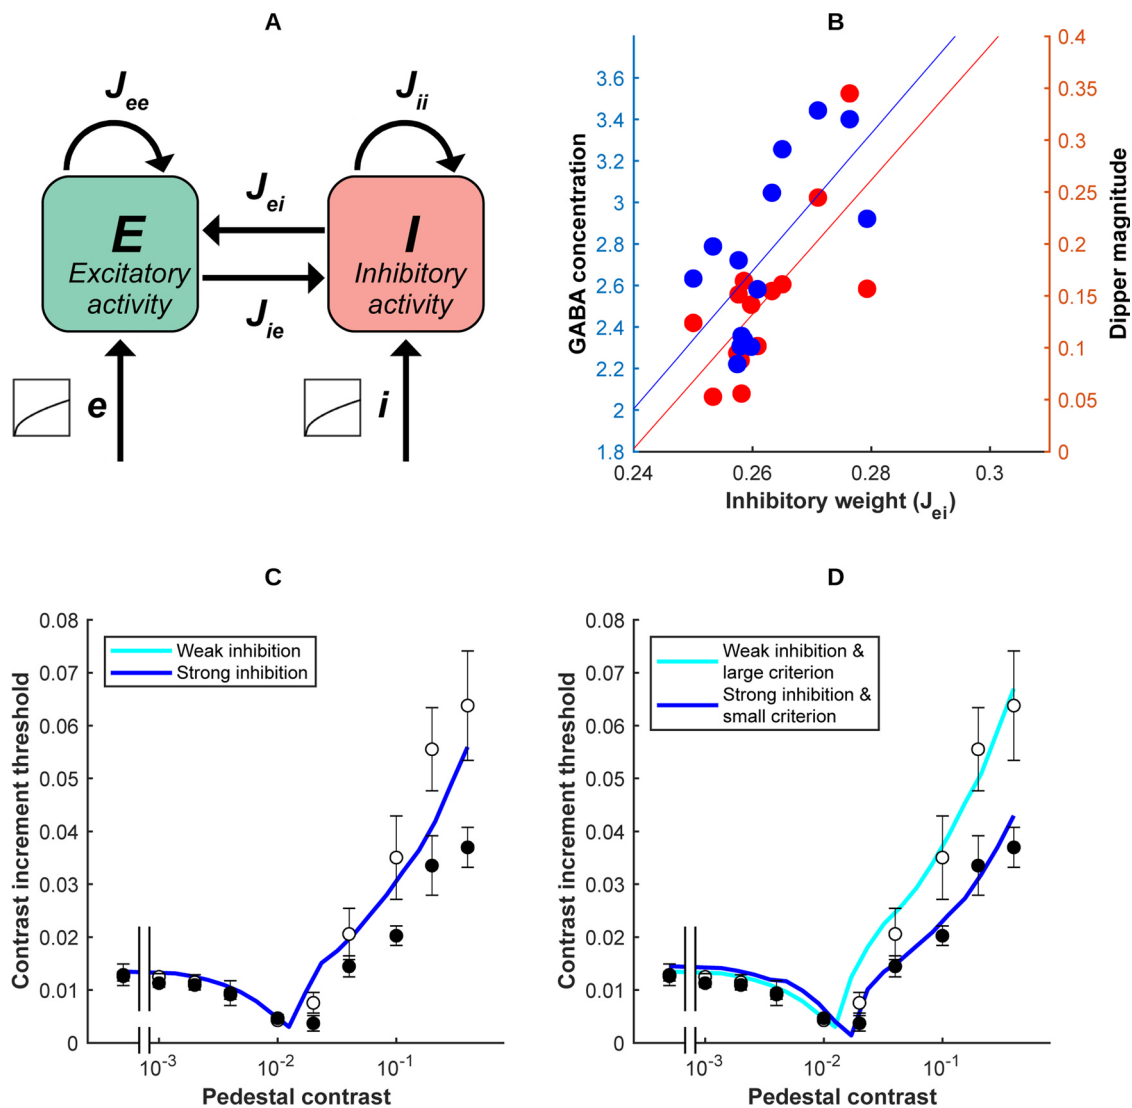 A
J_ee
J_ii
J_ei
E
Excitatory
activity
I
Inhibitory
activity
J_ie
e
i
B
GABA concentration
3.6
3.4
3.2
3
2.8
2.6
2.4
2.2
2
1.8
0.24
0.26
0.28
0.3
Inhibitory weight (J_ei)
0.4
0.35
0.3
0.25
0.2
0.15
0.1
0.05
0
Dipper magnitude
C
Contrast increment threshold
0.08
0.07
0.06
0.05
0.04
0.03
0.02
0.01
0
Weak inhibition
Strong inhibition
10^-3
10^-2
10^-1
Pedestal contrast
D
Contrast increment threshold
0.08
0.07
0.06
0.05
0.04
0.03
0.02
0.01
0
Weak inhibition &
large criterion
Strong inhibition &
small criterion
10^-3
10^-2
10^-1
Pedestal contrast